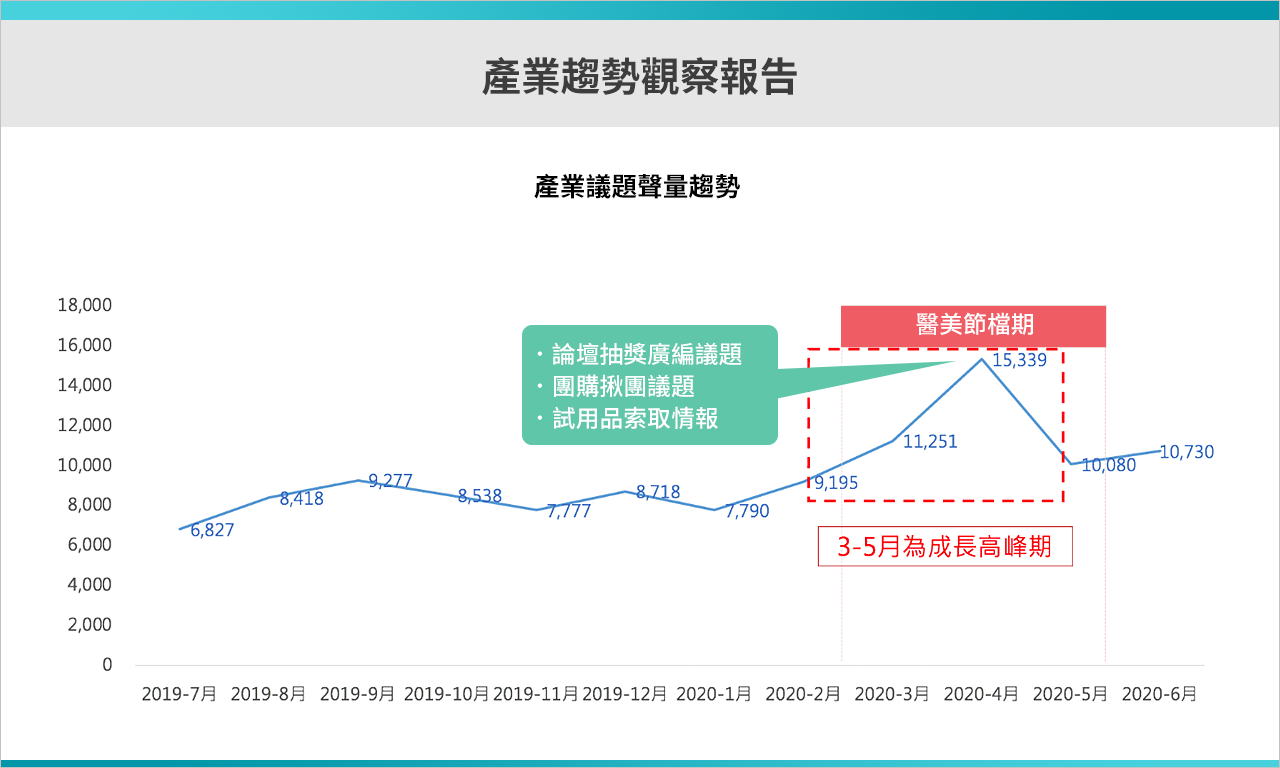 產業趨勢觀察報告
產業議題聲量趨勢
18,000
16,000
14,000
12,000
10,000
8,000
6,000
4,000
2,000
0
醫美節檔期
・論壇抽獎廣編議題
・團購揪團議題
・試用品索取情報
6,827
8,418
9,277
8,538
7,777
8,718
7,790
9,195
11,251
15,339
10,080
10,730
3-5月為成長高峰期
2019-7月
2019-8月
2019-9月
2019-10月
2019-11月
2019-12月
2020-1月
2020-2月
2020-3月
2020-4月
2020-5月
2020-6月